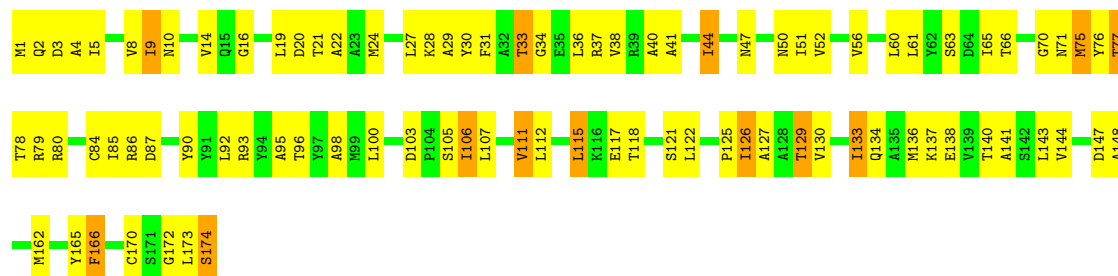 M1 Q2 D3 A4 I5 V8 I9 N10 V14 Q15 G16 L19 D20 T21 A22 A23 M24 L27 K28 A29 Y30 F31 A32 T33 G34 E35 L36 R37 V38 R39 A40 A41 I44 N47 N50 I51 V52 V56 L60 L61 Y62 S63 D64 I65 T66 G70 N71 M75 Y76 T77
T78 R79 R80 C84 I85 R86 D87 Y90 Y91 L92 R93 Y94 A95 T96 Y97 A98 M99 L100 D103 P104 S105 I106 L107 V111 L112 L115 K116 E117 T118 S121 L122 P125 I126 A127 A128 T129 V130 I133 Q134 A135 M136 K137 E138 V139 T140 A141 S142 L143 V144 D147 A148
M162 Y165 F166 C170 S171 G172 L173 S174